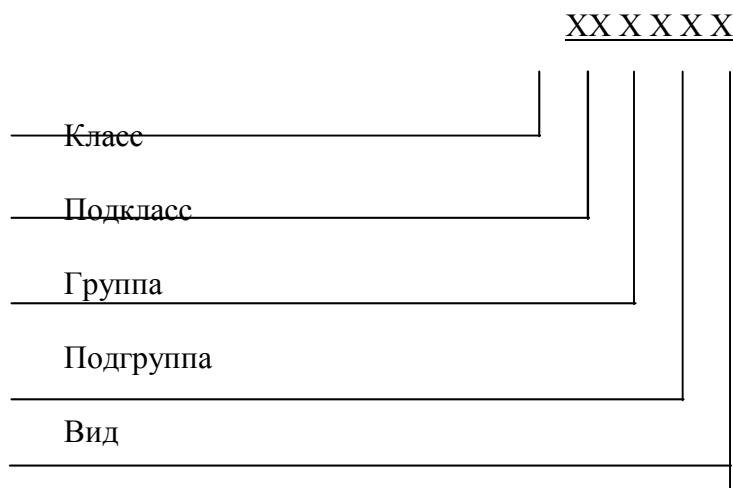 XX X X X X
Класс
Подкласс
Группа
Подгруппа
Вид